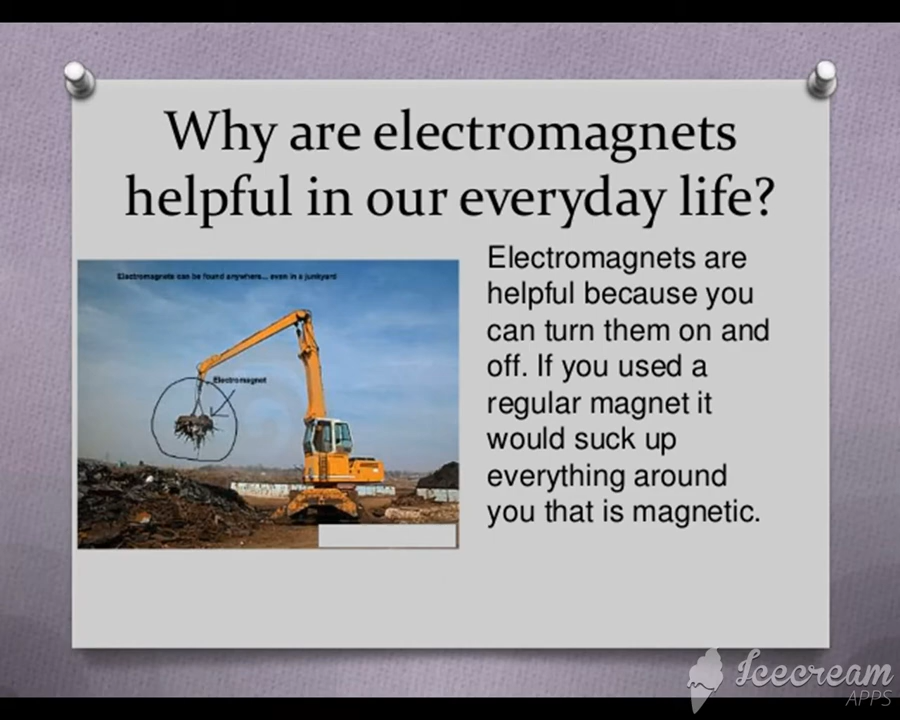 Why are electromagnets
helpful in our everyday life?
Electromagnets can be found anywhere... even in a junkyard
Electromagnet
Electromagnets are
helpful because you
can turn them on and
off. If you used a
regular magnet it
would suck up
everything around
you that is magnetic.
Icecream
APPS